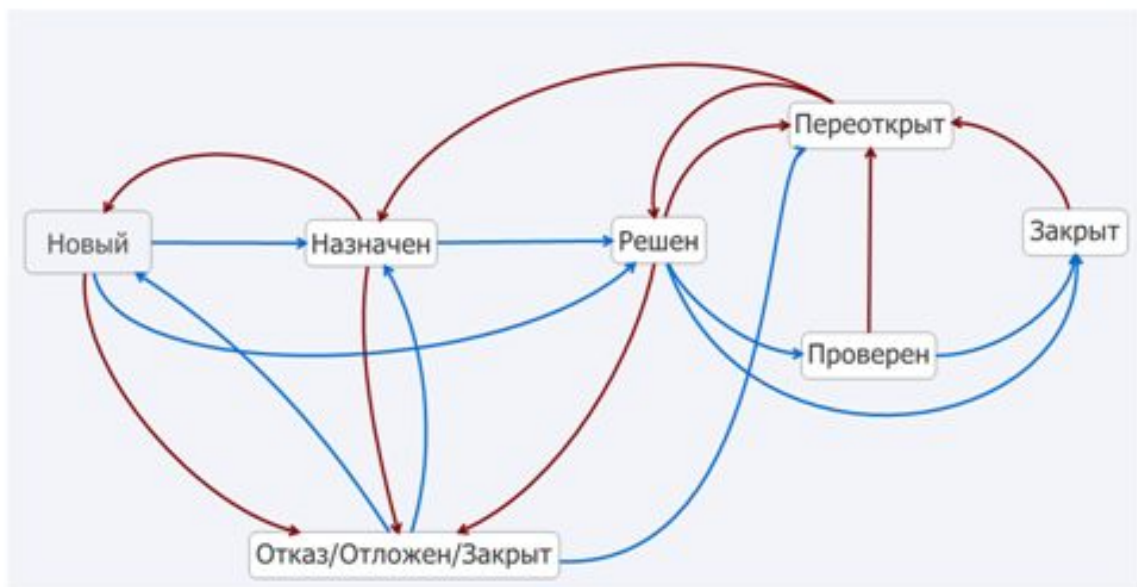 Переоткрыт
Новый
Назначен
Решен
Закрыт
Проверен
Отказ/Отложен/Закрыт